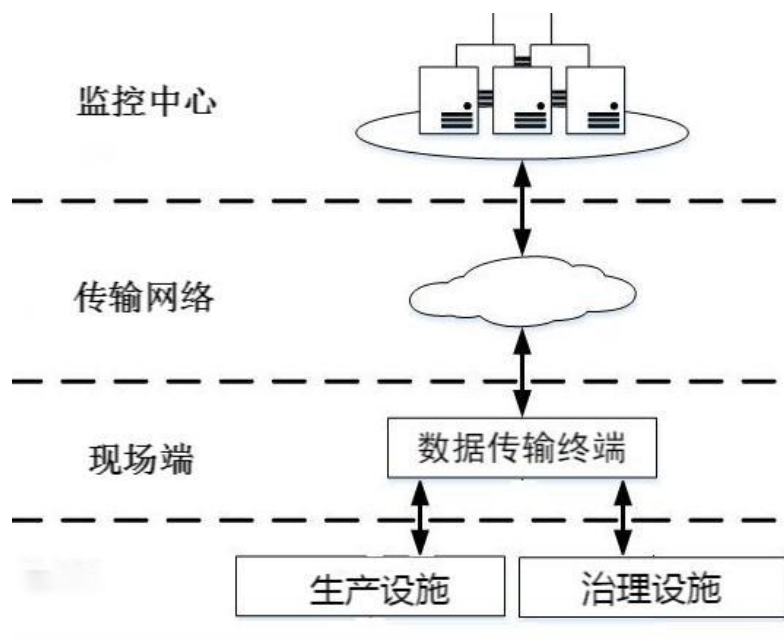 监控中心
传输网络
现场端
数据传输终端
生产设施
治理设施